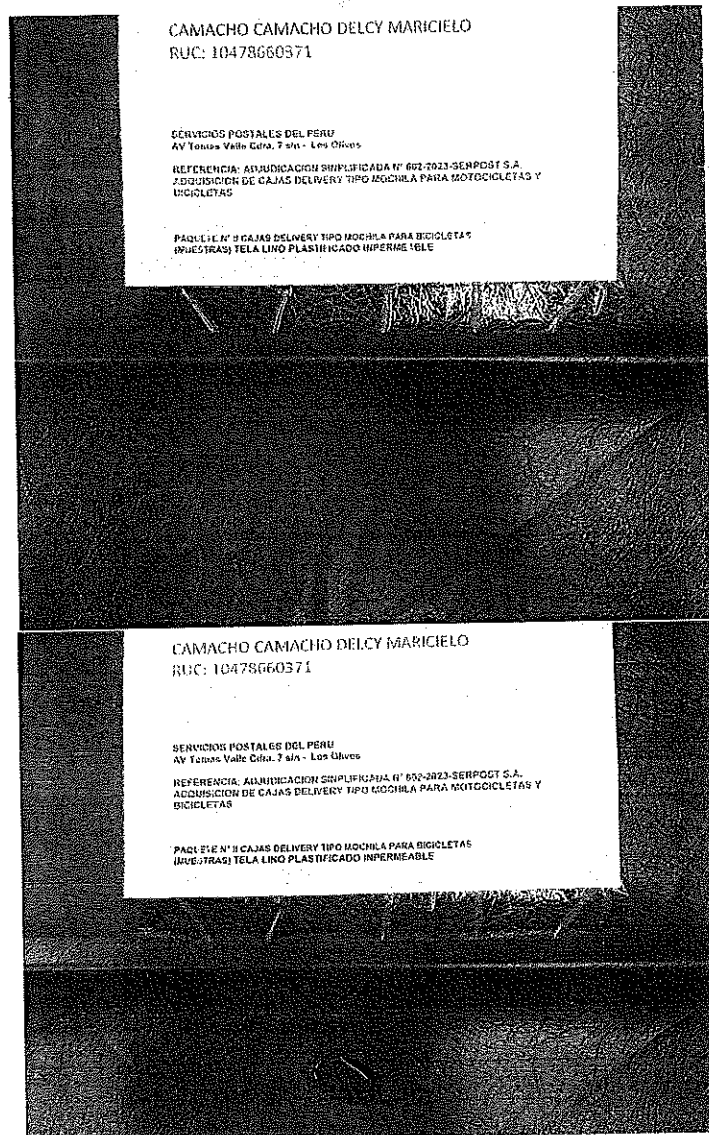 CAMACHO CAMACHO DELCY MARICIELO
RUC: 10478660371
SERVICIOS POSTALES DEL PERU
AV Tomas Valle Cdra. 7 s/n - Los Olivos
REFERENCIA: ADJUDICACION SIMPLIFICADA N° 002-2023-SERPOST S.A.
ADQUISICION DE CAJAS DELIVERY TIPO MOCHILA PARA MOTOCICLETAS Y
BICICLETAS
PAQUETE N° II CAJAS DELIVERY TIPO MOCHILA PARA BICICLETAS
(MUESTRAS) TELA LINO PLASTIFICADO INPERMEABLE
CAMACHO CAMACHO DELCY MARICIELO
RUC: 10478660371
SERVICIOS POSTALES DEL PERU
AV Tomas Valle Cdra. 7 s/n - Los Olivos
REFERENCIA: ADJUDICACION SIMPLIFICADA N° 002-2023-SERPOST S.A.
ADQUISICION DE CAJAS DELIVERY TIPO MOCHILA PARA MOTOCICLETAS Y
BICICLETAS
PAQUETE N° II CAJAS DELIVERY TIPO MOCHILA PARA BICICLETAS
(MUESTRAS) TELA LINO PLASTIFICADO INPERMEABLE